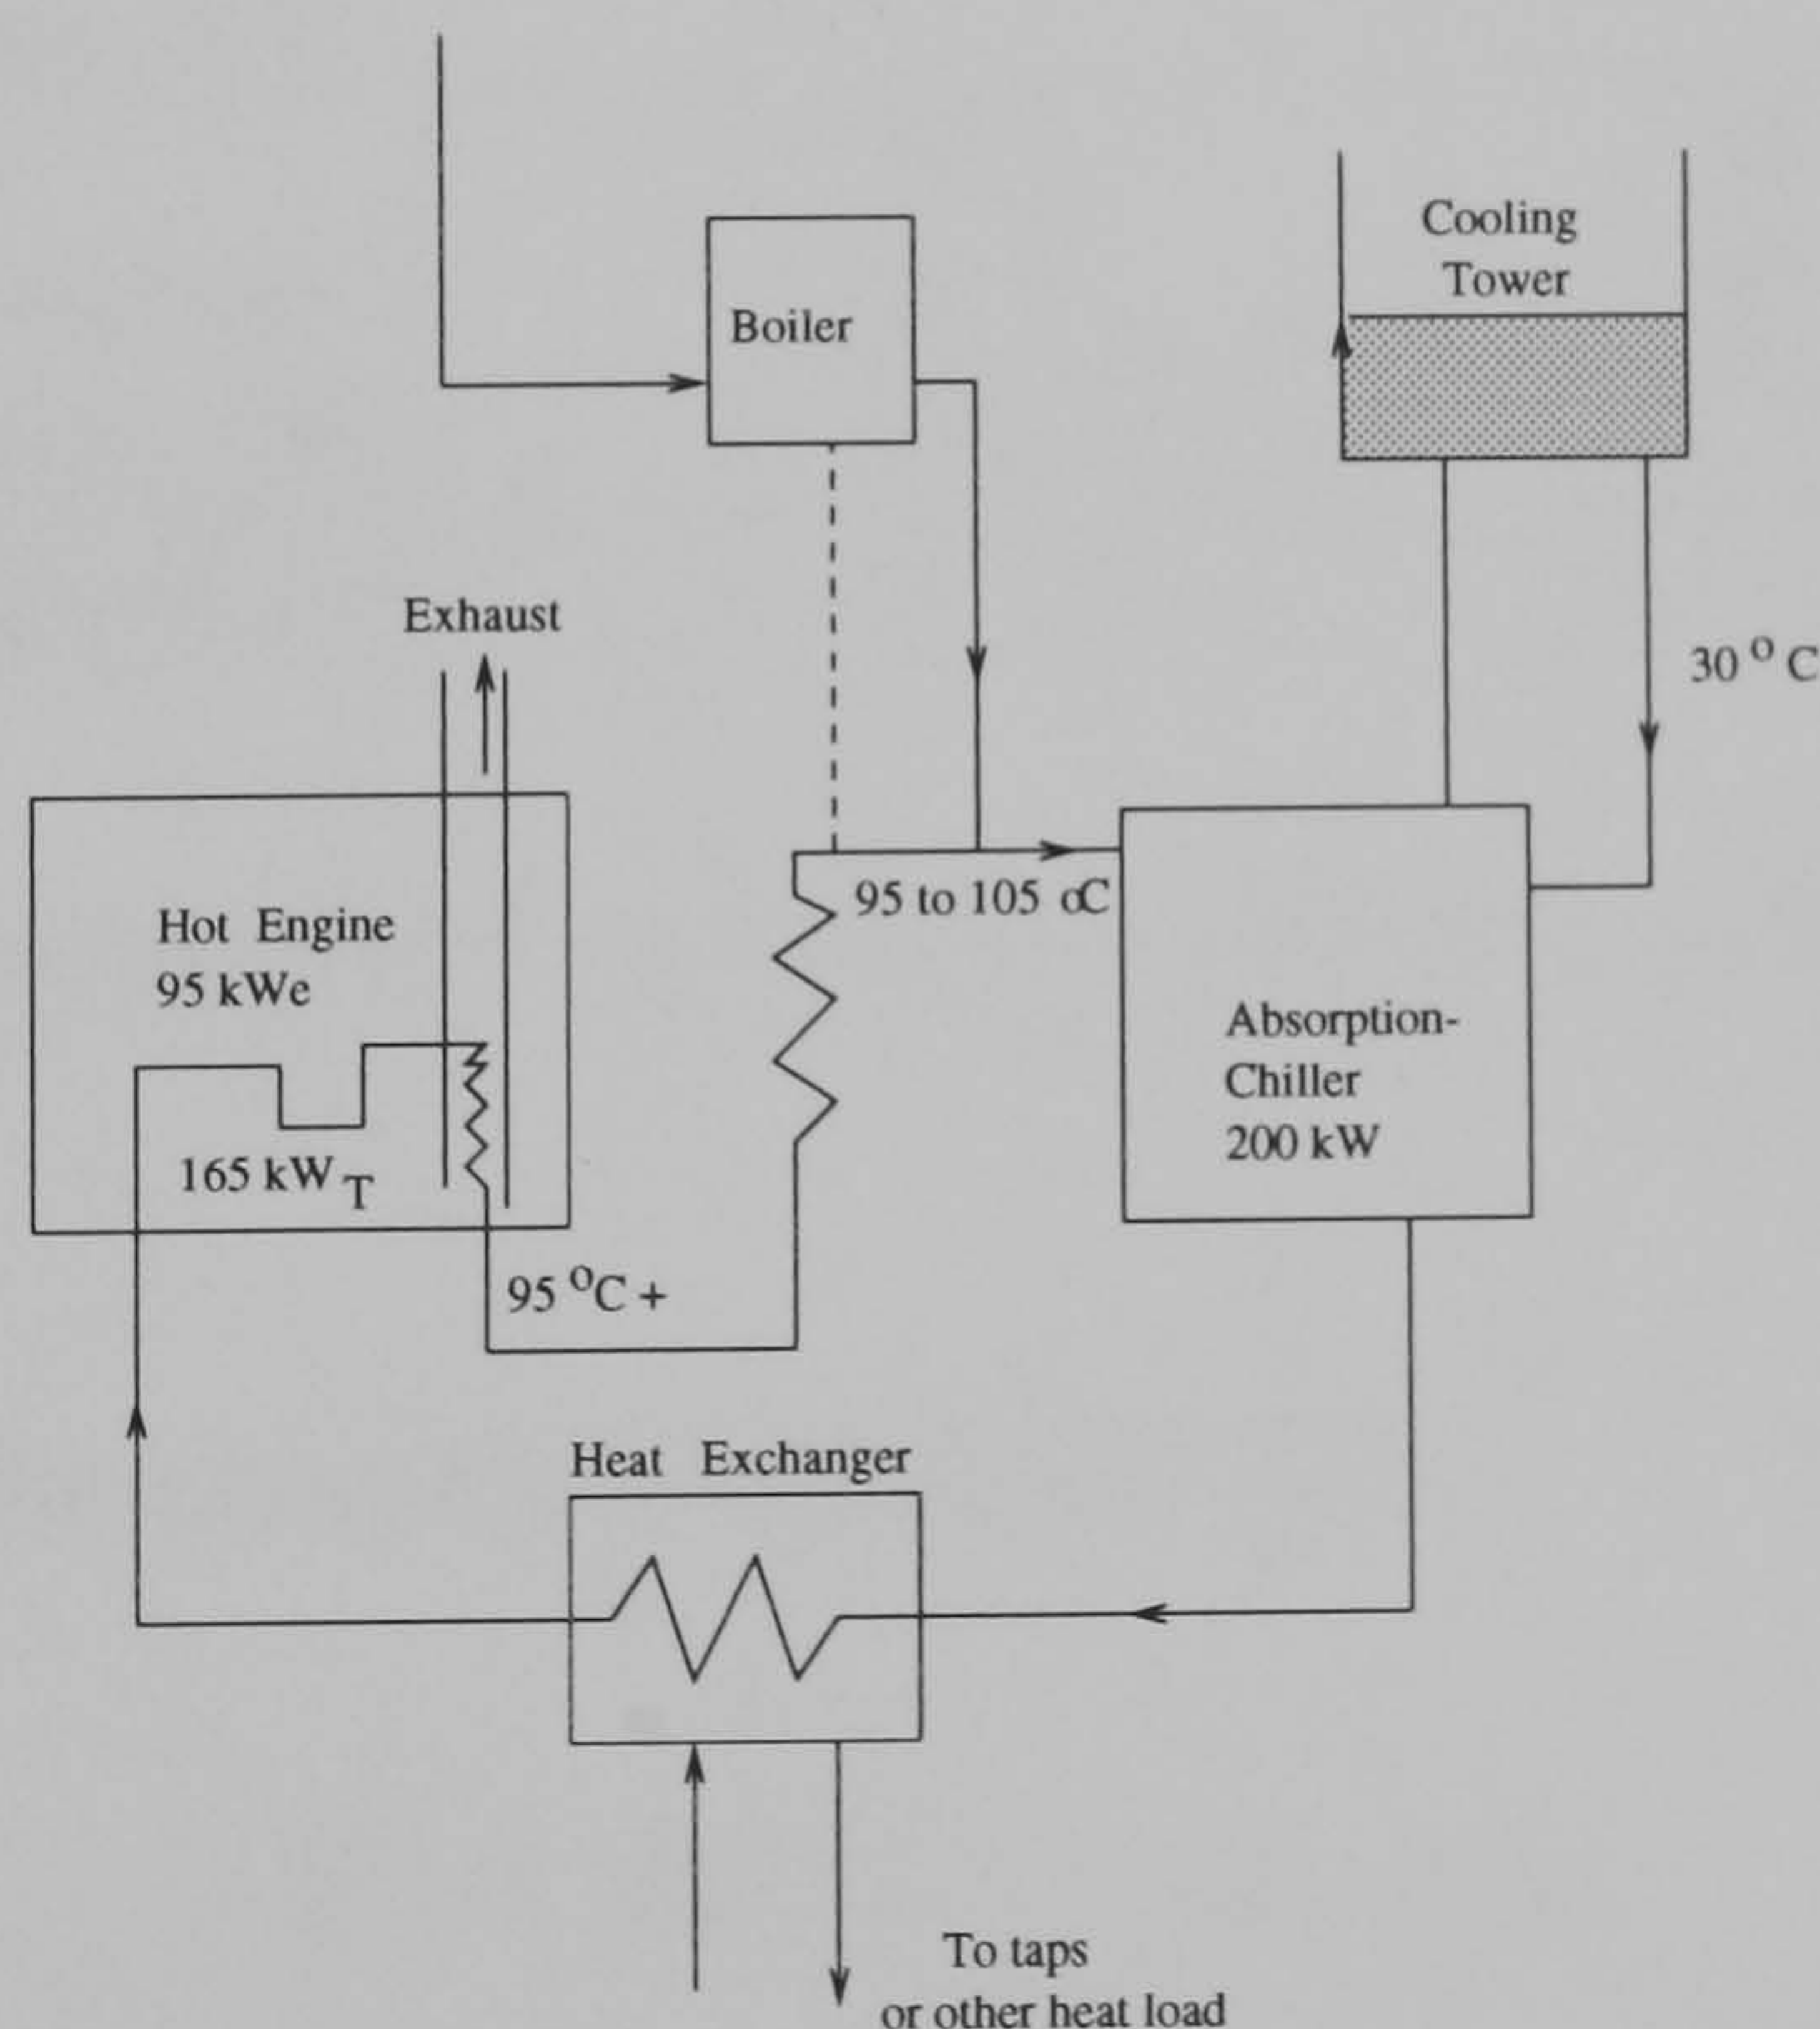 Cooling
Tower
Boiler
Exhaust
30 °C
95 to 105 oC
Hot Engine
95 kWe
Absorption-
Chiller
200 kW
165 kW T
95 °C +
Heat Exchanger
To taps
or other heat load